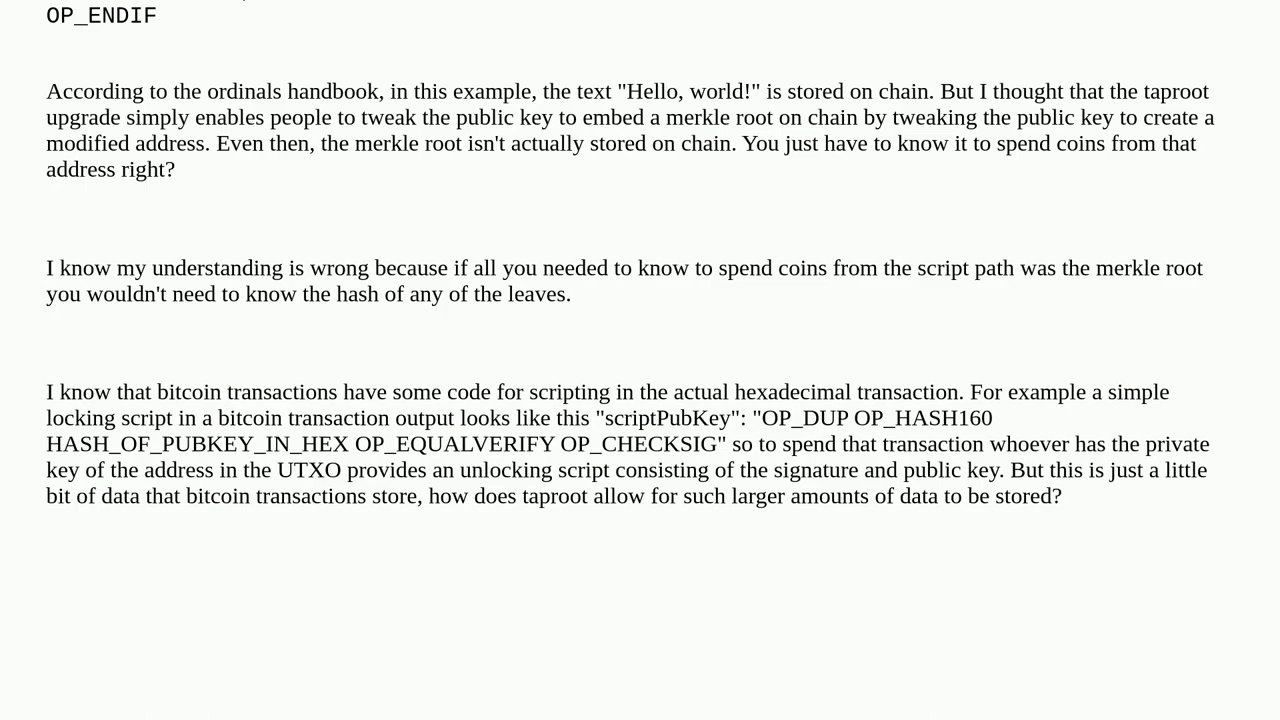 OP_ENDIF
According to the ordinals handbook, in this example, the text "Hello, world!" is stored on chain. But I thought that the taproot
upgrade simply enables people to tweak the public key to embed a merkle root on chain by tweaking the public key to create a
modified address. Even then, the merkle root isn't actually stored on chain. You just have to know it to spend coins from that
address right?
I know my understanding is wrong because if all you needed to know to spend coins from the script path was the merkle root
you wouldn't need to know the hash of any of the leaves.
I know that bitcoin transactions have some code for scripting in the actual hexadecimal transaction. For example a simple
locking script in a bitcoin transaction output looks like this "scriptPubKey": "OP_DUP OP_HASH160
HASH_OF_PUBKEY_IN_HEX OP_EQUALVERIFY OP_CHECKSIG" so to spend that transaction whoever has the private
key of the address in the UTXO provides an unlocking script consisting of the signature and public key. But this is just a little
bit of data that bitcoin transactions store, how does taproot allow for such larger amounts of data to be stored?